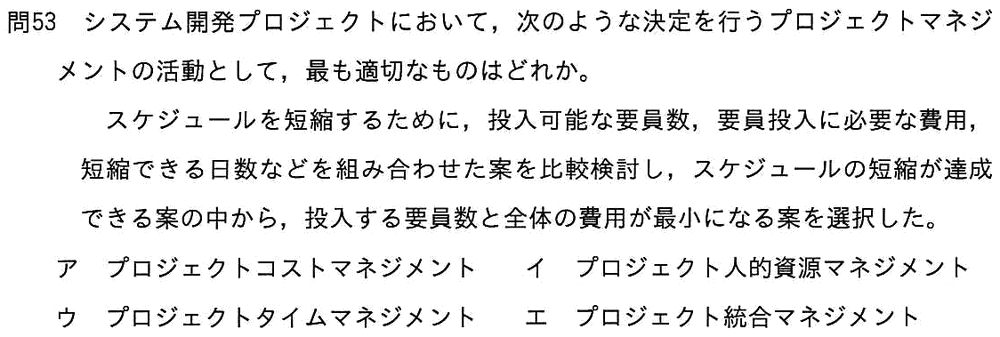 問53　システム開発プロジェクトにおいて，次のような決定を行うプロジェクトマネジ
メントの活動として，最も適切なものはどれか。
スケジュールを短縮するために，投入可能な要員数，要員投入に必要な費用，
短縮できる日数などを組み合わせた案を比較検討し，スケジュールの短縮が達成
できる案の中から，投入する要員数と全体の費用が最小になる案を選択した。
ア　プロジェクトコストマネジメント　　イ　プロジェクト人的資源マネジメント
ウ　プロジェクトタイムマネジメント　　エ　プロジェクト統合マネジメント